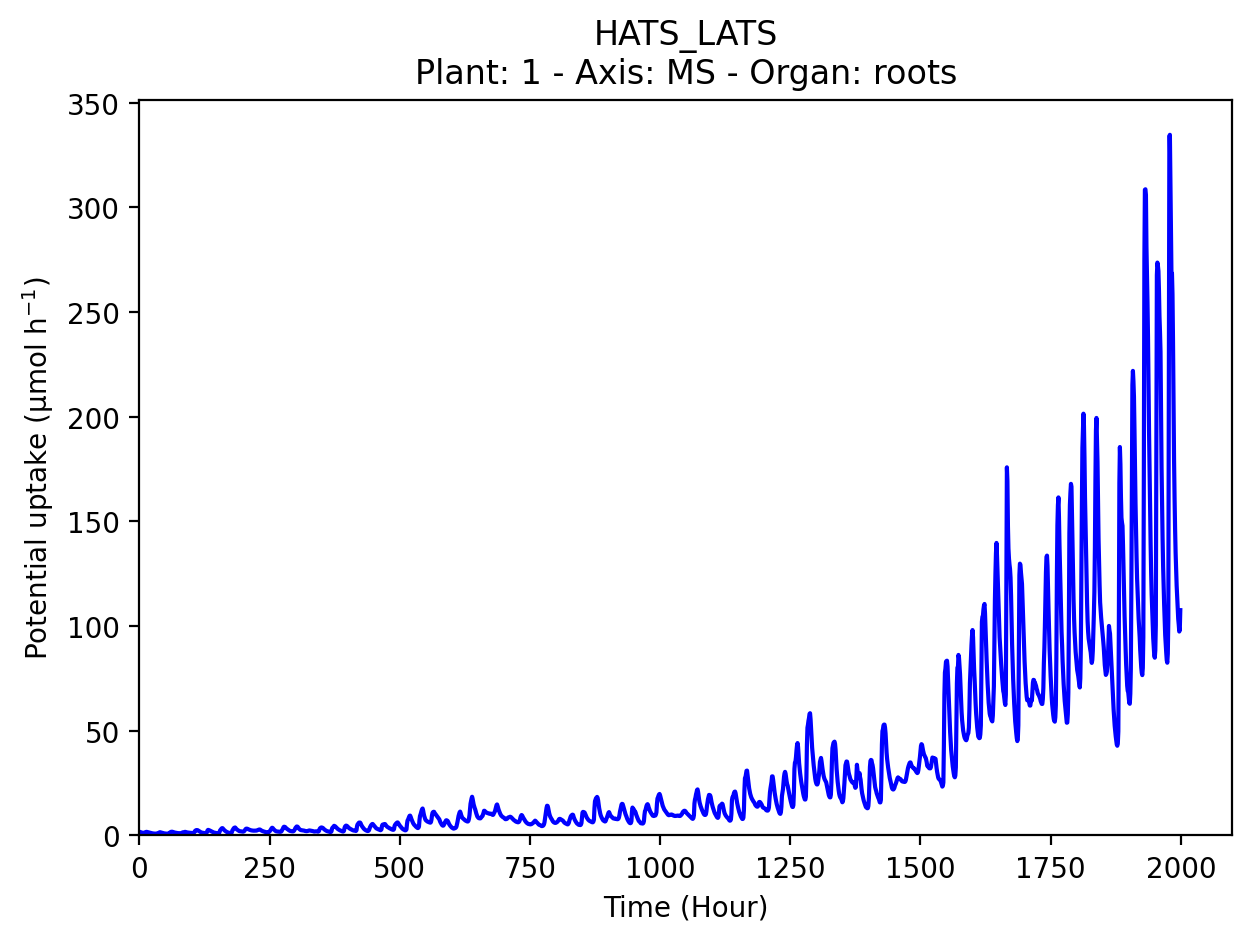 HATS_LATS
Plant: 1 - Axis: MS - Organ: roots
350
300
250
200
150
100
50
0
Potential uptake (µmol h⁻¹)
0 250 500 750 1000 1250 1500 1750 2000
Time (Hour)